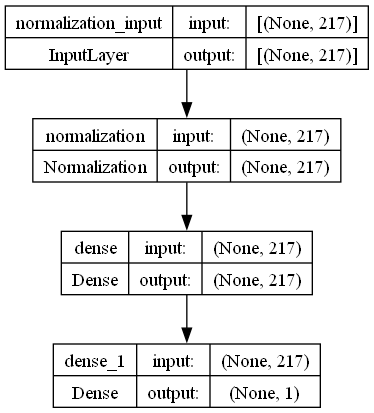 normalization_input input: [(None, 217)]
InputLayer output: [(None, 217)]
normalization input: (None, 217)
Normalization output: (None, 217)
dense input: (None, 217)
Dense output: (None, 217)
dense_1 input: (None, 217)
Dense output: (None, 1)